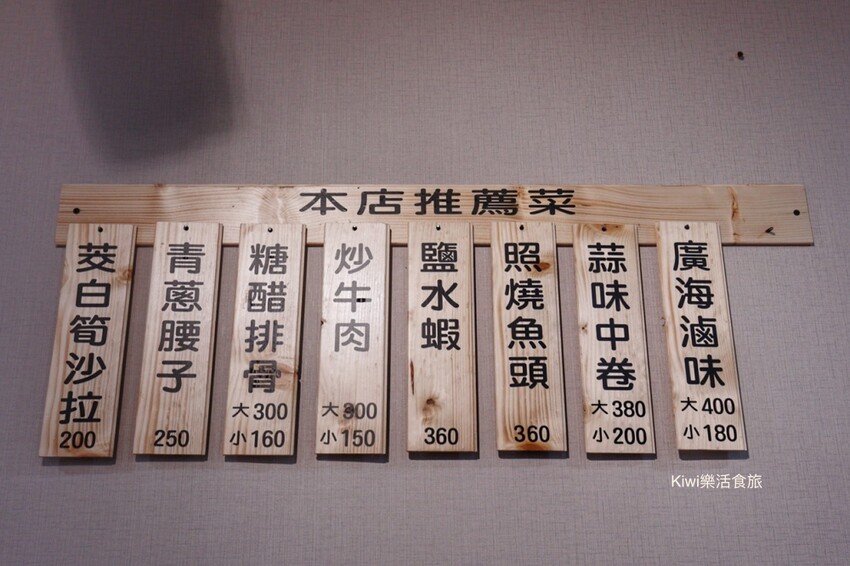 本店推薦菜
廣海滷味
大400
小180
蒜味中卷
大380
小200
照燒魚頭
360
鹽水蝦
360
炒牛肉
大300
小150
糖醋排骨
大300
小160
青蔥腰子
250
茭白筍沙拉
200
Kiwi樂活食旅